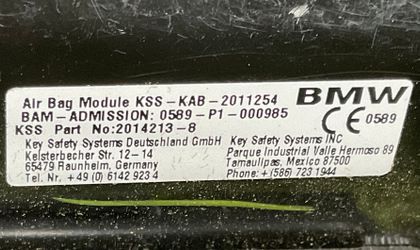 Air Bag Module KSS-KAB-2011254
BMW
BAM-ADMISSION: 0589-P1-000985
CE 0589
KSS Part No:2014213-8
Key Safety Systems Deutschland GmbH
Kelsterbecher Str. 12-14
65479 Raunheim, Germany
Tel. Nr. +49 (0) 6142 923 4
Key Safety Systems INC
Parque Industrial Valle Hermoso 89
Tamaulipas, Mexico 87500
Phone: +(586) 723 1944